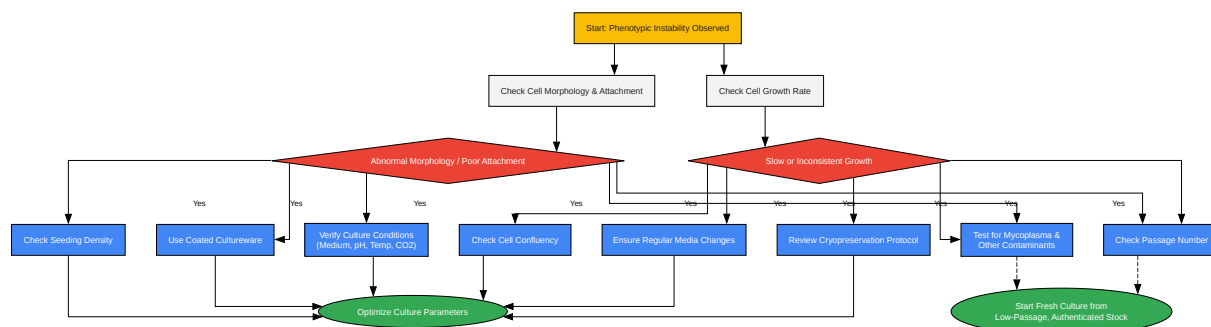 Start: Phenotypic Instability Observed
Check Cell Morphology & Attachment
Check Cell Growth Rate
Abnormal Morphology / Poor Attachment
Slow or Inconsistent Growth
Yes
Yes
Yes
Yes
Yes
Yes
Yes
Yes
Yes
Yes
Check Seeding Density
Use Coated Cultureware
Verify Culture Conditions
(Medium, pH, Temp, CO2)
Check Cell Confluency
Ensure Regular Media Changes
Review Cryopreservation Protocol
Test for Mycoplasma &
Other Contaminants
Check Passage Number
Optimize Culture Parameters
Start Fresh Culture from
Low-Passage, Authenticated Stock